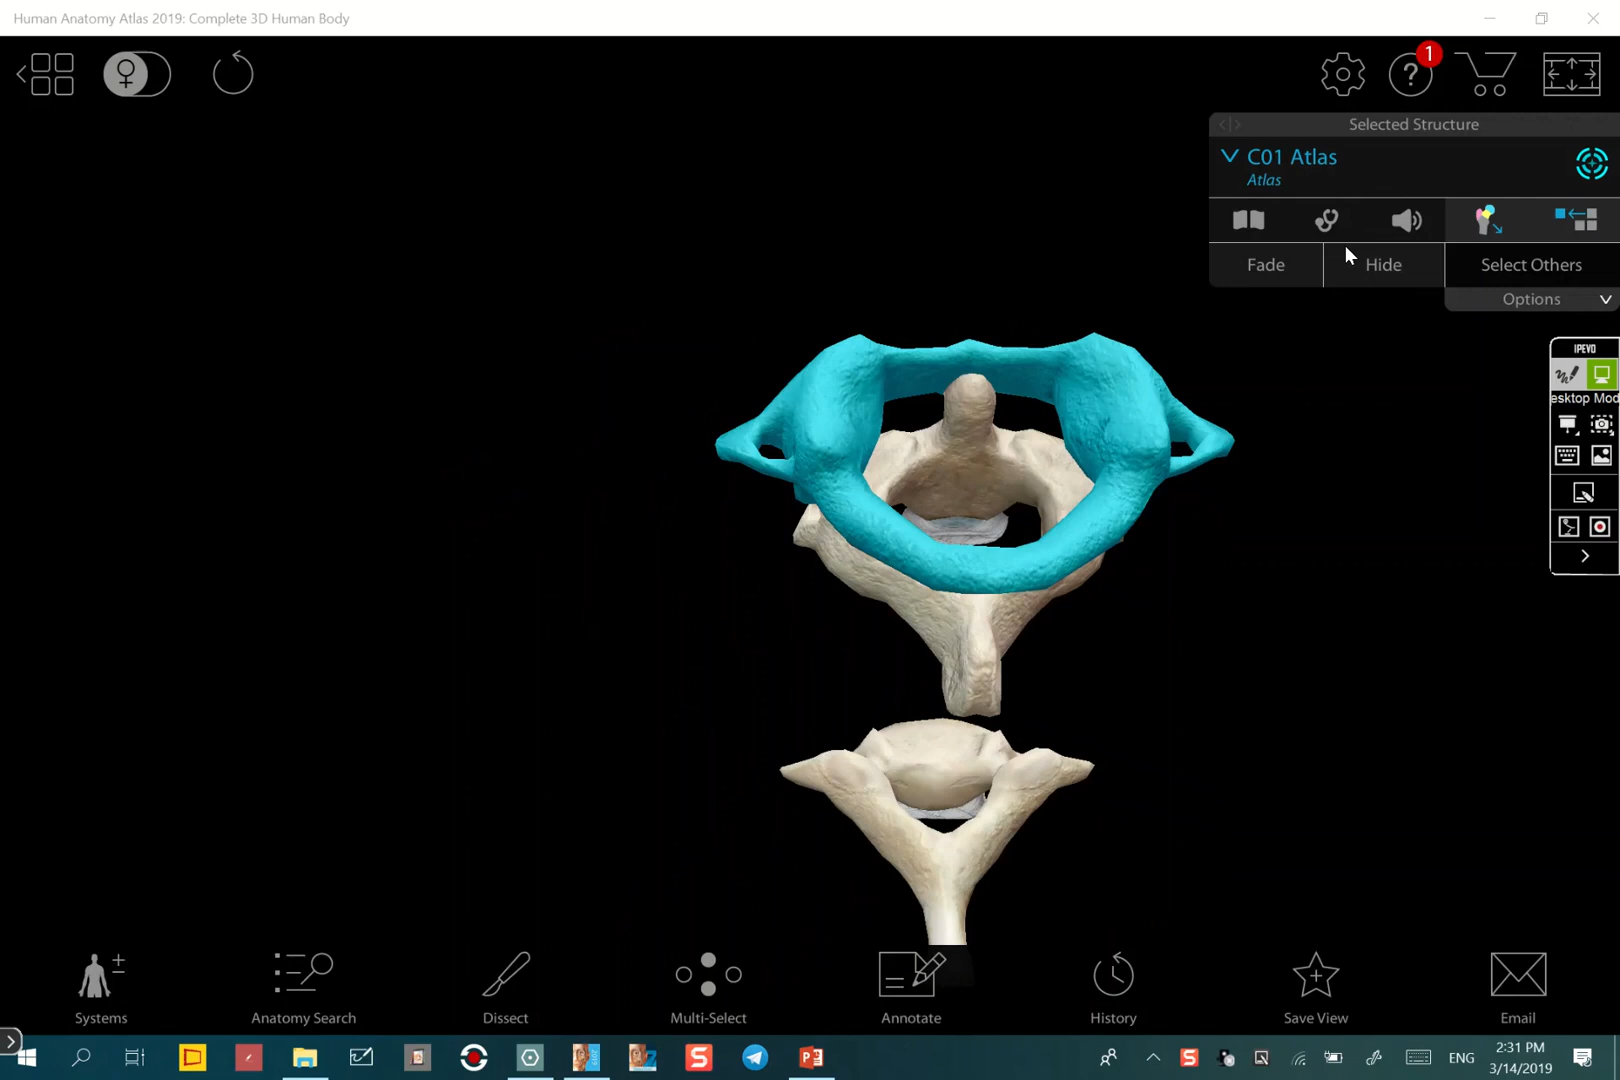 Human Anatomy Atlas 2019: Complete 3D Human Body
1
Selected Structure
C01 Atlas
Atlas
Fade
Hide
Select Others
Options
IPEVO
esktop Mod
Systems
Anatomy Search
Dissect
Multi-Select
Annotate
History
Save View
Email
ENG
2:31 PM
3/14/2019